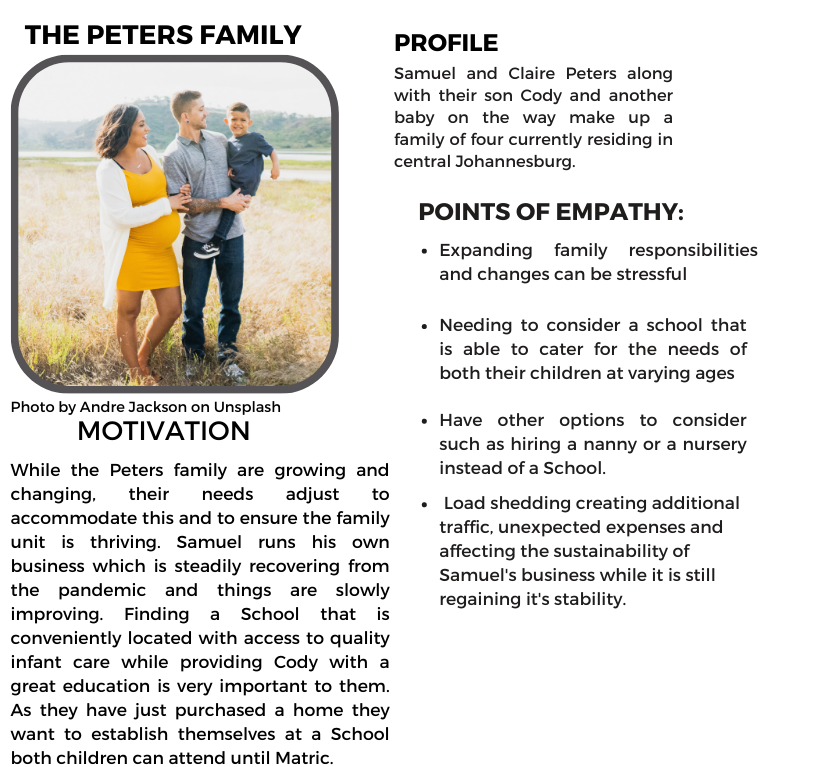 THE PETERS FAMILY
Photo by Andre Jackson on Unsplash
MOTIVATION
While the Peters family are growing and
changing, their needs adjust to
accommodate this and to ensure the family
unit is thriving. Samuel runs his own
business which is steadily recovering from
the pandemic and things are slowly
improving. Finding a School that is
conveniently located with access to quality
infant care while providing Cody with a
great education is very important to them.
As they have just purchased a home they
want to establish themselves at a School
both children can attend until Matric.
PROFILE
Samuel and Claire Peters along
with their son Cody and another
baby on the way make up a
family of four currently residing in
central Johannesburg.
POINTS OF EMPATHY:
• Expanding family responsibilities
and changes can be stressful
• Needing to consider a school that
is able to cater for the needs of
both their children at varying ages
• Have other options to consider
such as hiring a nanny or a nursery
instead of a School.
• Load shedding creating additional
traffic, unexpected expenses and
affecting the sustainability of
Samuel's business while it is still
regaining it's stability.